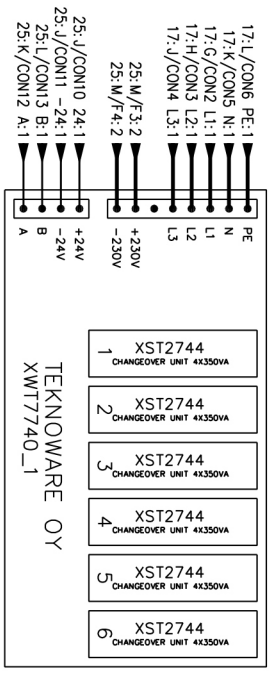 25:K/CON12 A:1
25:L/CON13 B:1
25:J/CON11 -24:1
25:J/CON10 24:1
25:M/F4:2
25:M/F3:2
17:J/CON4 L3:1
17:H/CON3 L2:1
17:G/CON2 L1:1
17:K/CON5 N:1
17:L/CON6 PE:1
A
B
-24V
+24V
-230V
+230V
L3
L2
L1
N
PE
1 XST2744
CHANGEOVER UNIT 4X350VA
2 XST2744
CHANGEOVER UNIT 4X350VA
3 XST2744
CHANGEOVER UNIT 4X350VA
4 XST2744
CHANGEOVER UNIT 4X350VA
5 XST2744
CHANGEOVER UNIT 4X350VA
6 XST2744
CHANGEOVER UNIT 4X350VA
TEKNOWARE OY
XWT7740_1